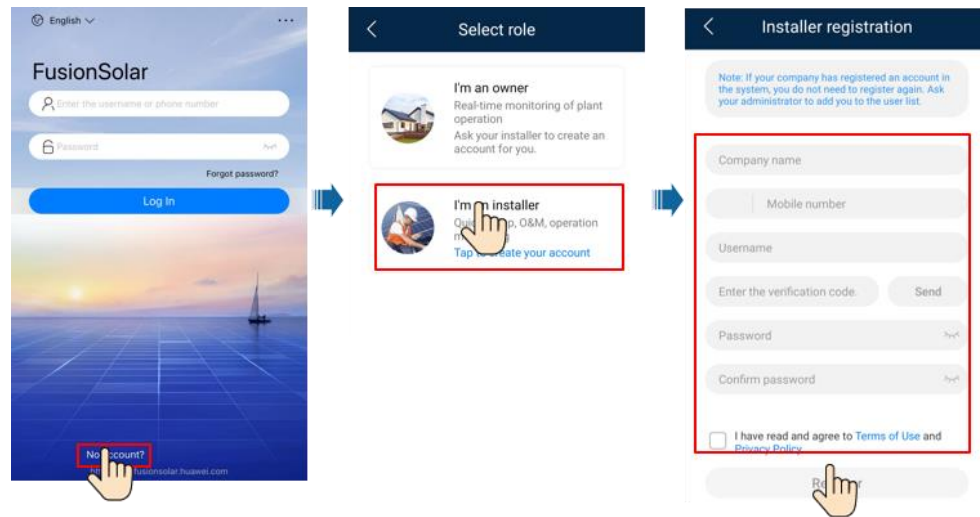 English
...
FusionSolar
Enter the username or phone number
Password
Forgot password?
Log In
No
ccount?
fusionsolar.huawei.com
Select role
I'm an owner
Real-time monitoring of plant
operation
Ask your installer to create an
account for you.
I'm
installer
p, O&M, operation
Tap
create your account
Installer registration
Note: If your company has registered an account in
the system, you do not need to register again. Ask
your administrator to add you to the user list.
Company name
Mobile number
Username
Enter the verification code.
Send
Password
Confirm password
I have read and agree to Terms of Use and
Privacy Policy